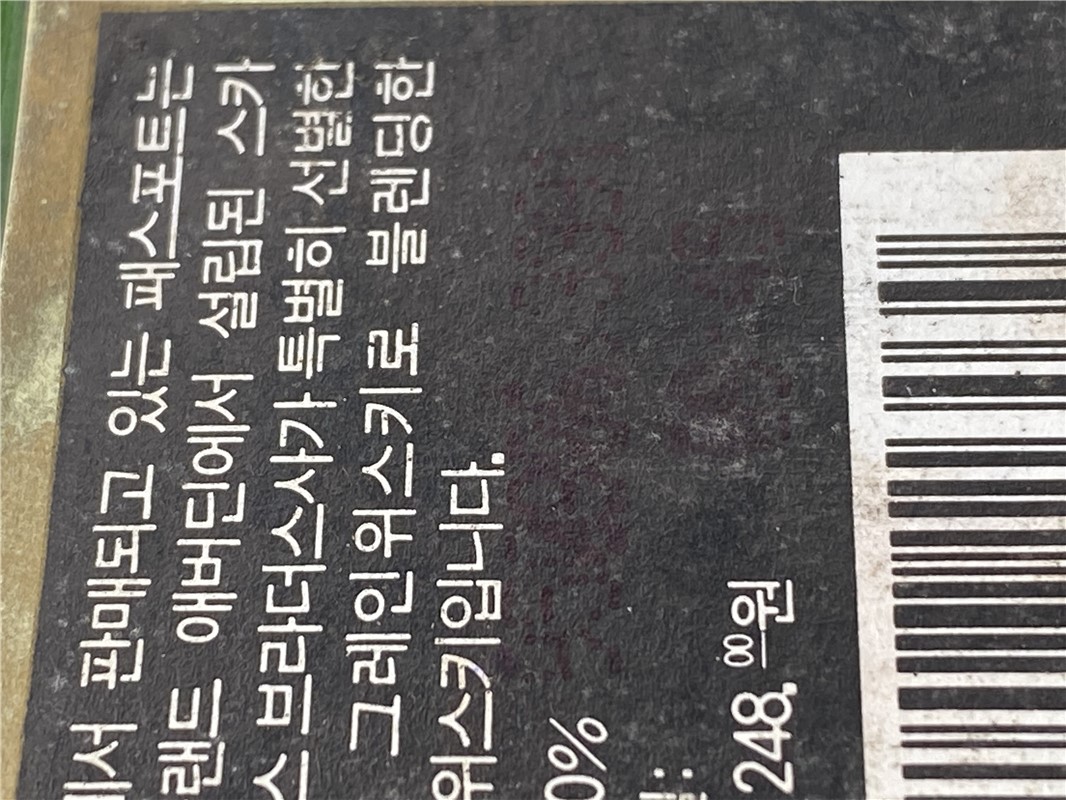 에서 판매되고 있는 패스포트는
랜드 애버딘에서 설립된 스카
스브라더스사가 특별히 선별한
그레인위스키로 블렌딩한
위스키입니다.
0%
248.00원